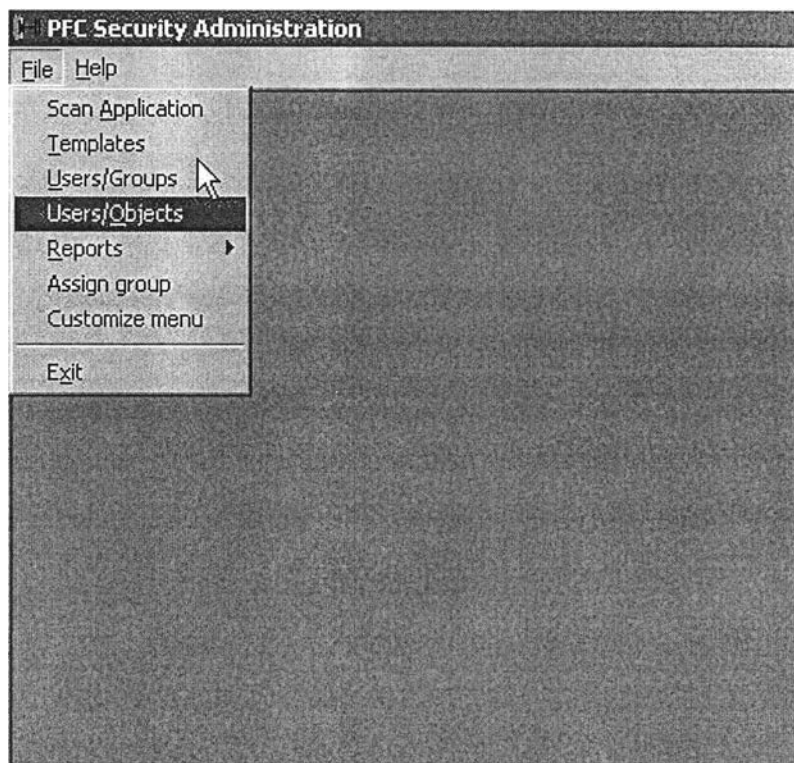 PFC Security Administration
File Help
Scan Application
Templates
Users/Groups
Users/Objects
Reports
Assign group
Customize menu
Exit